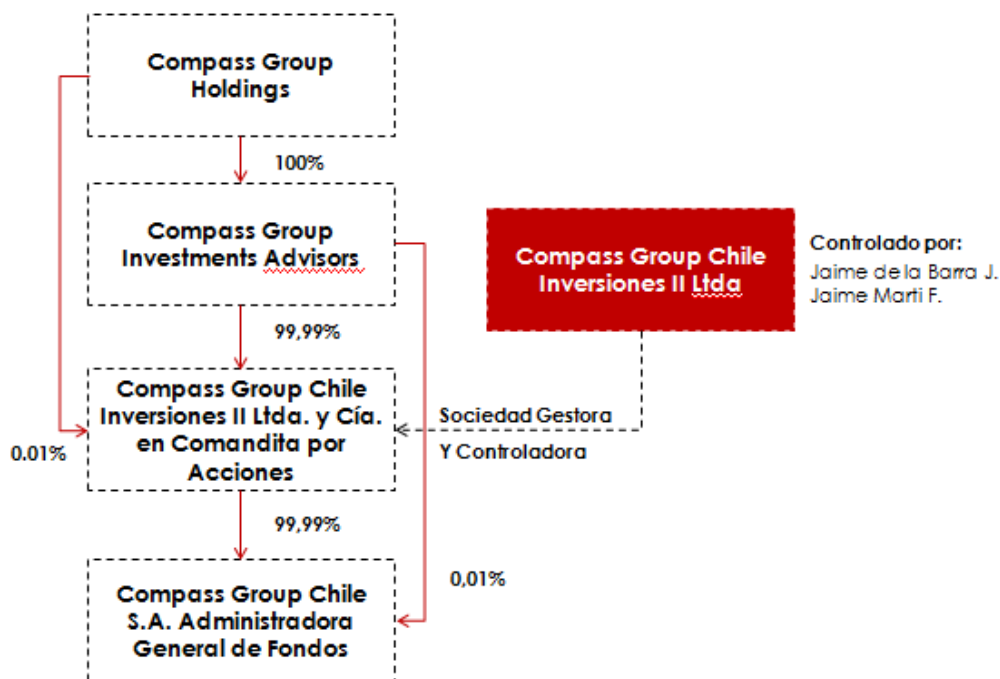 Compass Group
Holdings
100%
Compass Group
Investments Advisors
Compass Group Chile
Inversiones II Ltda
Controlado por:
Jaime de la Barra J.
Jaime Marti F.
99,99%
Compass Group Chile
Inversiones II Ltda. y Cía.
en Comandita por
Acciones
Sociedad Gestora
Y Controladora
0.01%
99,99%
0,01%
Compass Group Chile
S.A. Administradora
General de Fondos